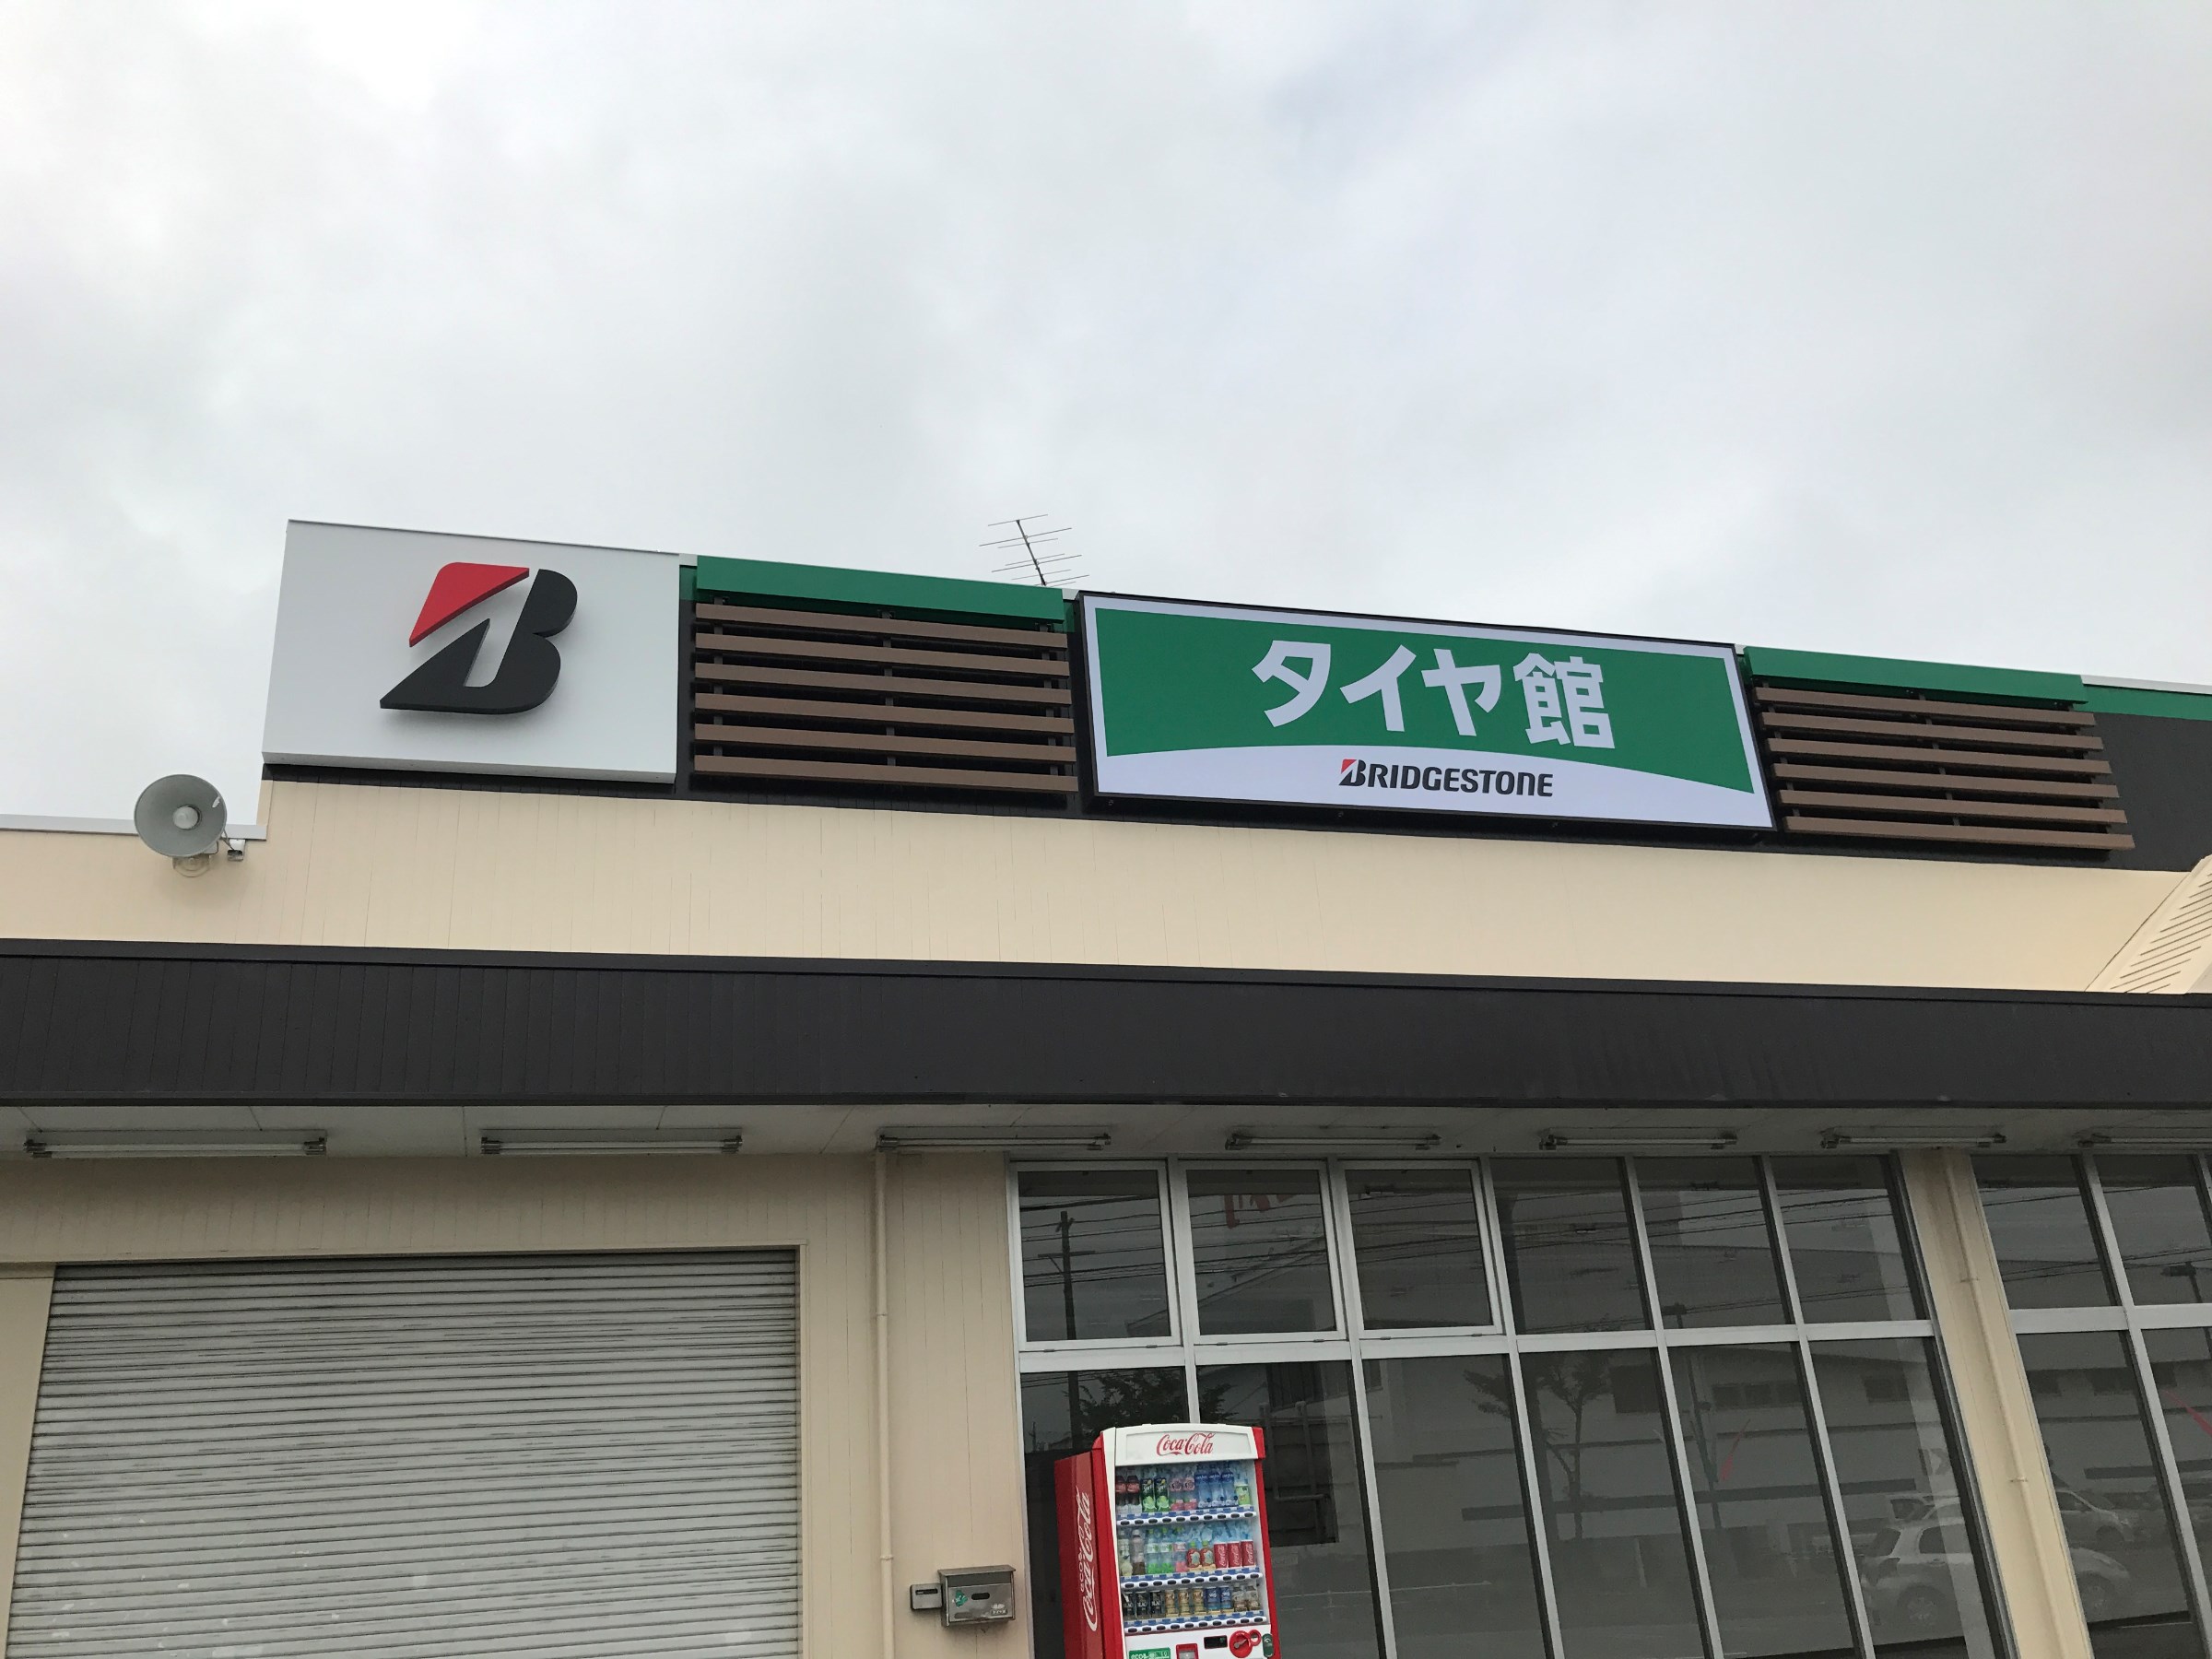 B
タイヤ館
BRIDGESTONE
Coca-Cola
Coca-Cola